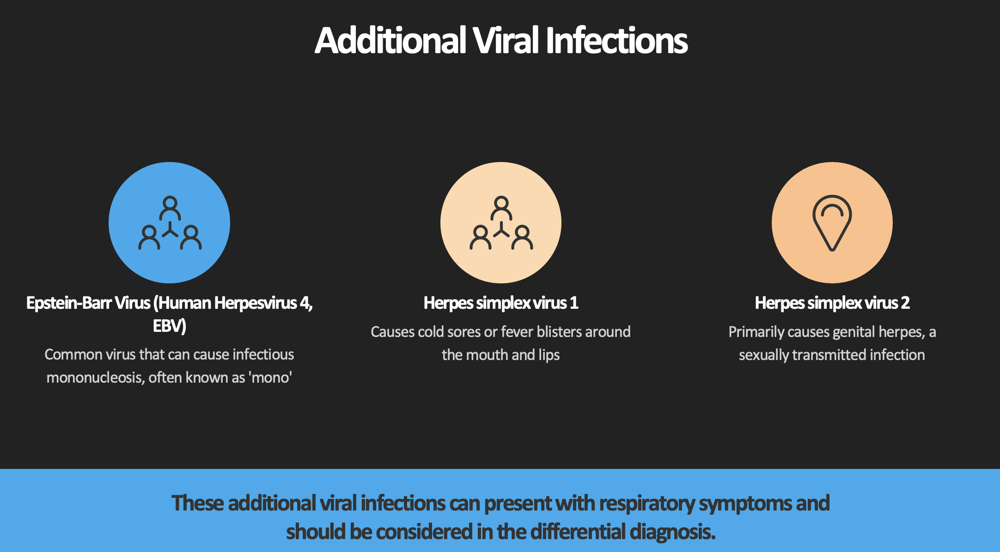 Additional Viral Infections
Epstein-Barr Virus (Human Herpesvirus 4,
EBV)
Common virus that can cause infectious
mononucleosis, often known as 'mono'
Herpes simplex virus 1
Causes cold sores or fever blisters around
the mouth and lips
Herpes simplex virus 2
Primarily causes genital herpes, a
sexually transmitted infection
These additional viral infections can present with respiratory symptoms and
should be considered in the differential diagnosis.